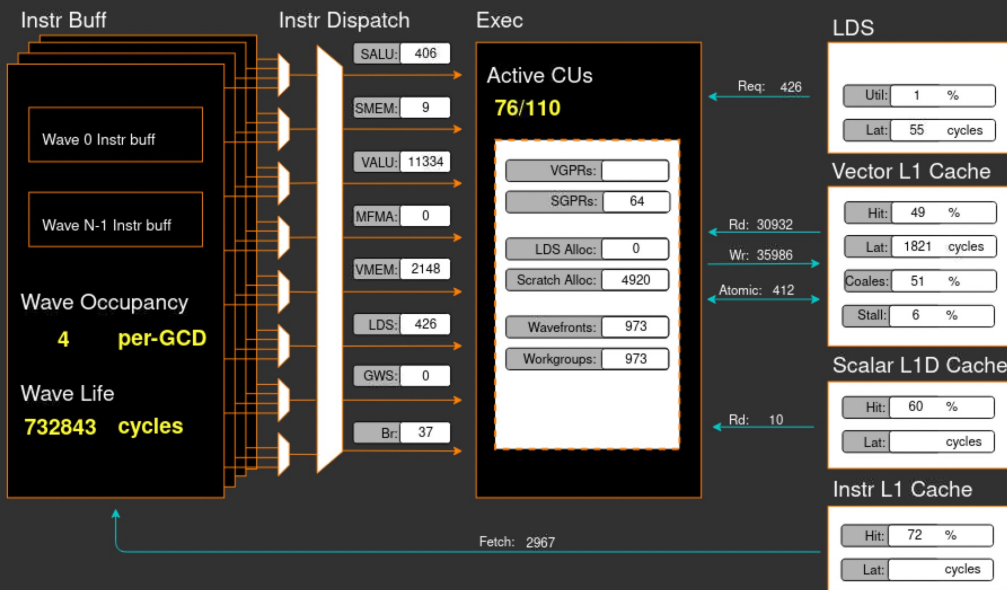 Instr Buff
Wave 0 Instr buff
Wave N-1 Instr buff
Wave Occupancy
4 per-GCD
Wave Life
732843 cycles
Instr Dispatch
SALU: 406
SMEM: 9
VALU: 11334
MFMA: 0
VMEM: 2148
LDS: 426
GWS: 0
Br: 37
Exec
Active CUs
76/110
VGPRs:
SGPRs: 64
LDS Alloc: 0
Scratch Alloc: 4920
Wavefronts: 973
Workgroups: 973
Req: 426
Rd: 30932
Wr: 35986
Atomic: 412
Rd: 10
Fetch: 2967
LDS
Util: 1 %
Lat: 55 cycles
Vector L1 Cache
Hit: 49 %
Lat: 1821 cycles
Coales: 51 %
Stall: 6 %
Scalar L1D Cache
Hit: 60 %
Lat: cycles
Instr L1 Cache
Hit: 72 %
Lat: cycles